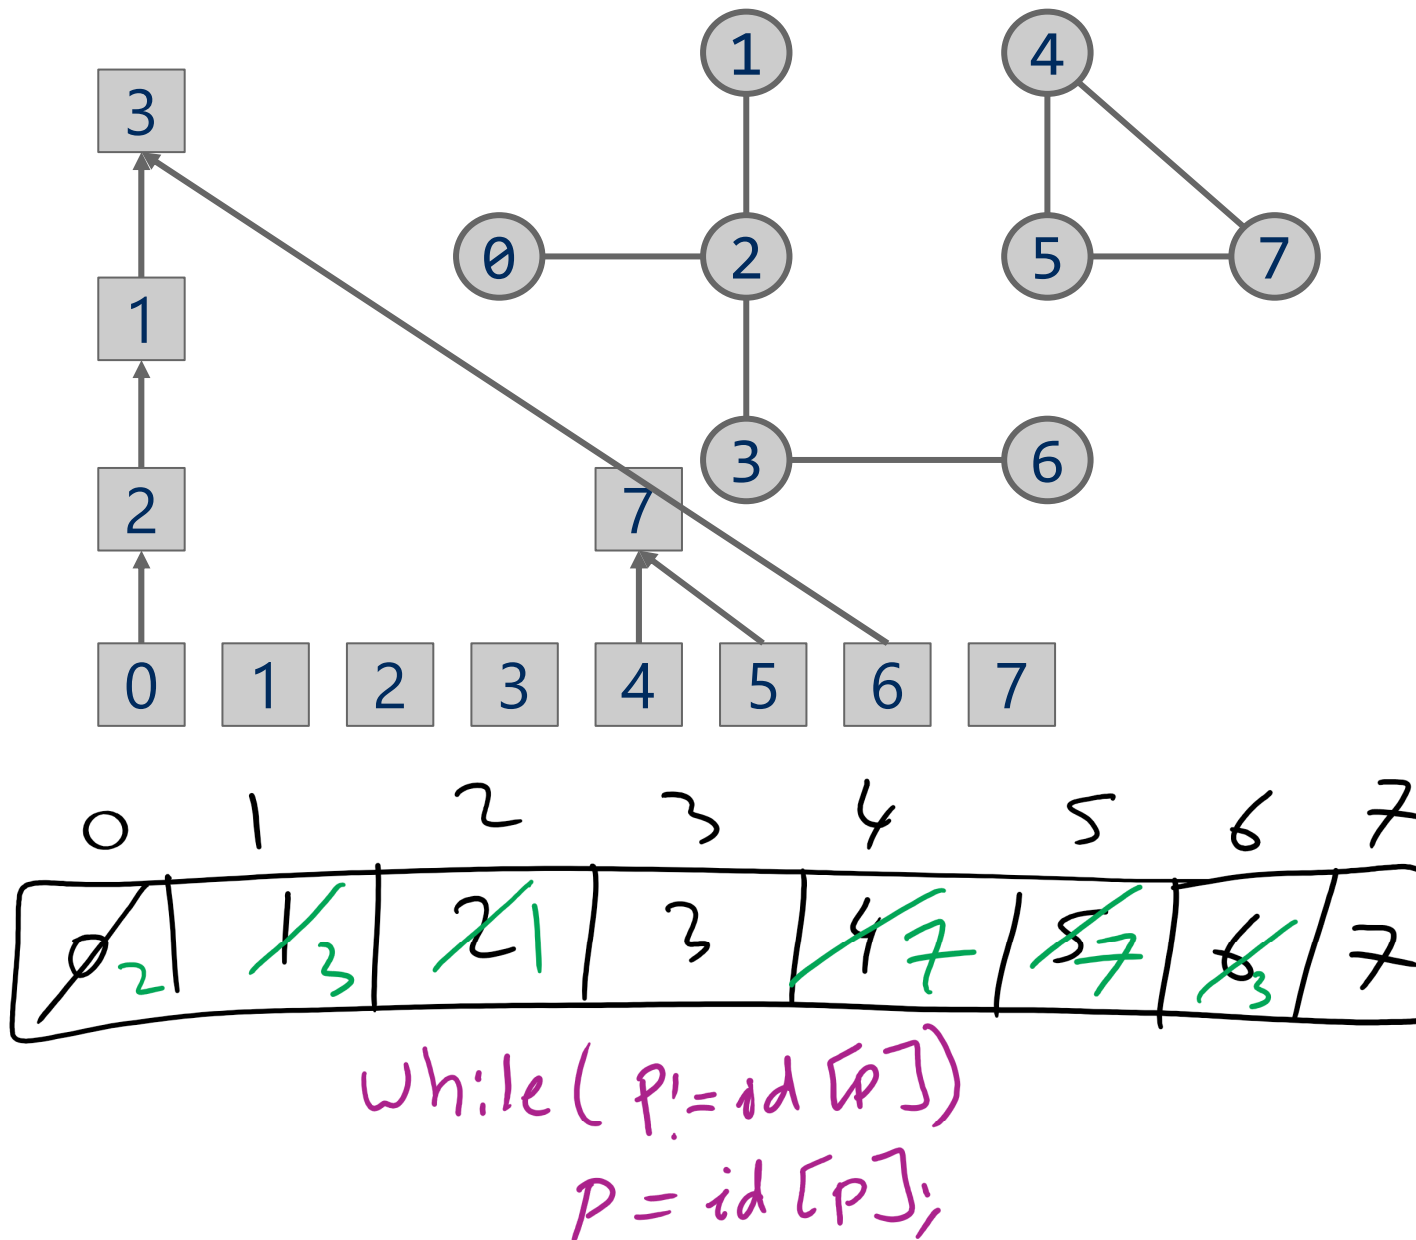 1 4
3
0 2 5 7
1
3 6
2 7
0 1 2 3 4 5 6 7
0 1 2 3 4 5 6 7
0 2 1 3 2 1 3 4 7 5 7 6 3 7
while( p != id [p])
p = id [p];